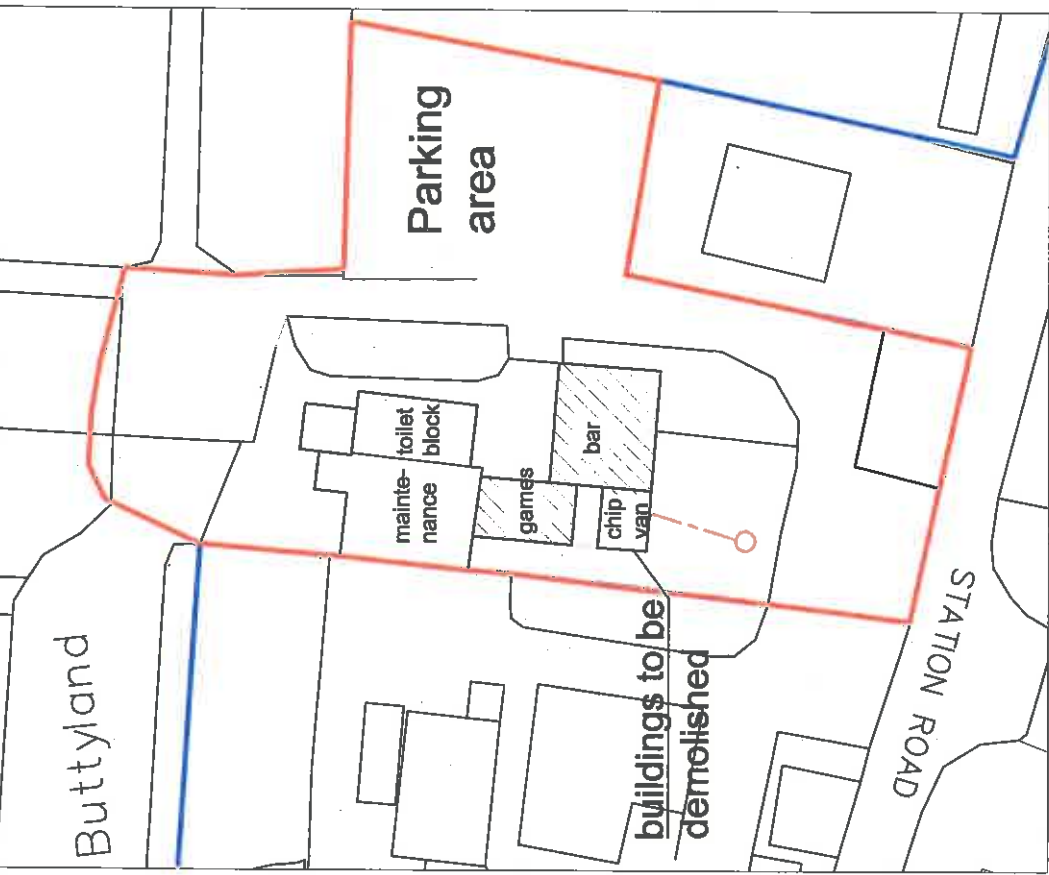 Parking
area
toilet
block
mainte-
nance
games
bar
chip
van
buildings to be
demolished
Buttyland
STATION ROAD